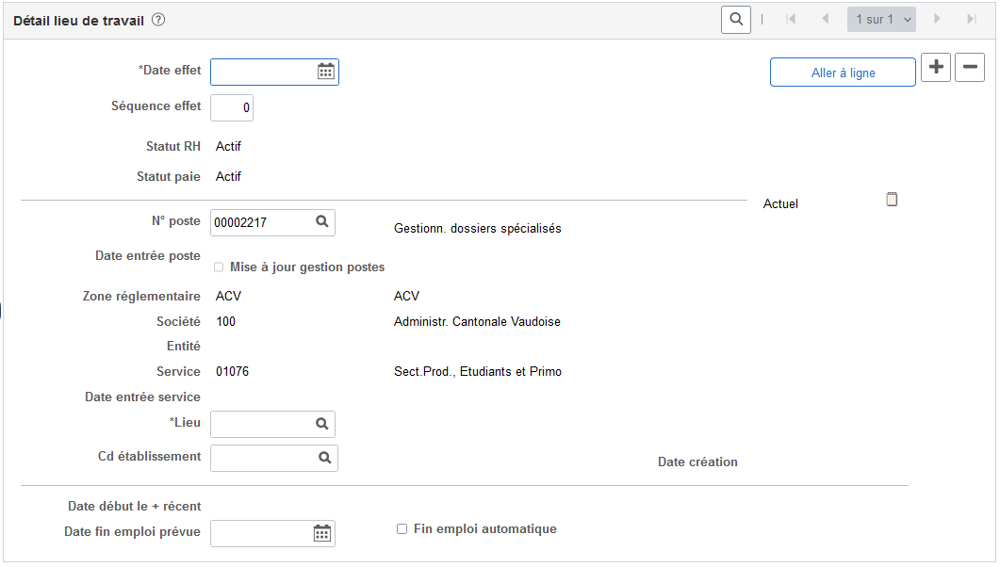 Détail lieu de travail ?
1 sur 1
*Date effet
Aller à ligne
Séquence effet 0
Statut RH Actif
Statut paie Actif
Actuel
N° poste 00002217 Gestionn. dossiers spécialisés
Date entrée poste
Mise à jour gestion postes
Zone réglementaire ACV ACV
Société 100 Administr. Cantonale Vaudoise
Entité
Service 01076 Sect.Prod., Etudiants et Primo
Date entrée service
*Lieu
Cd établissement
Date création
Date début le + récent
Date fin emploi prévue Fin emploi automatique